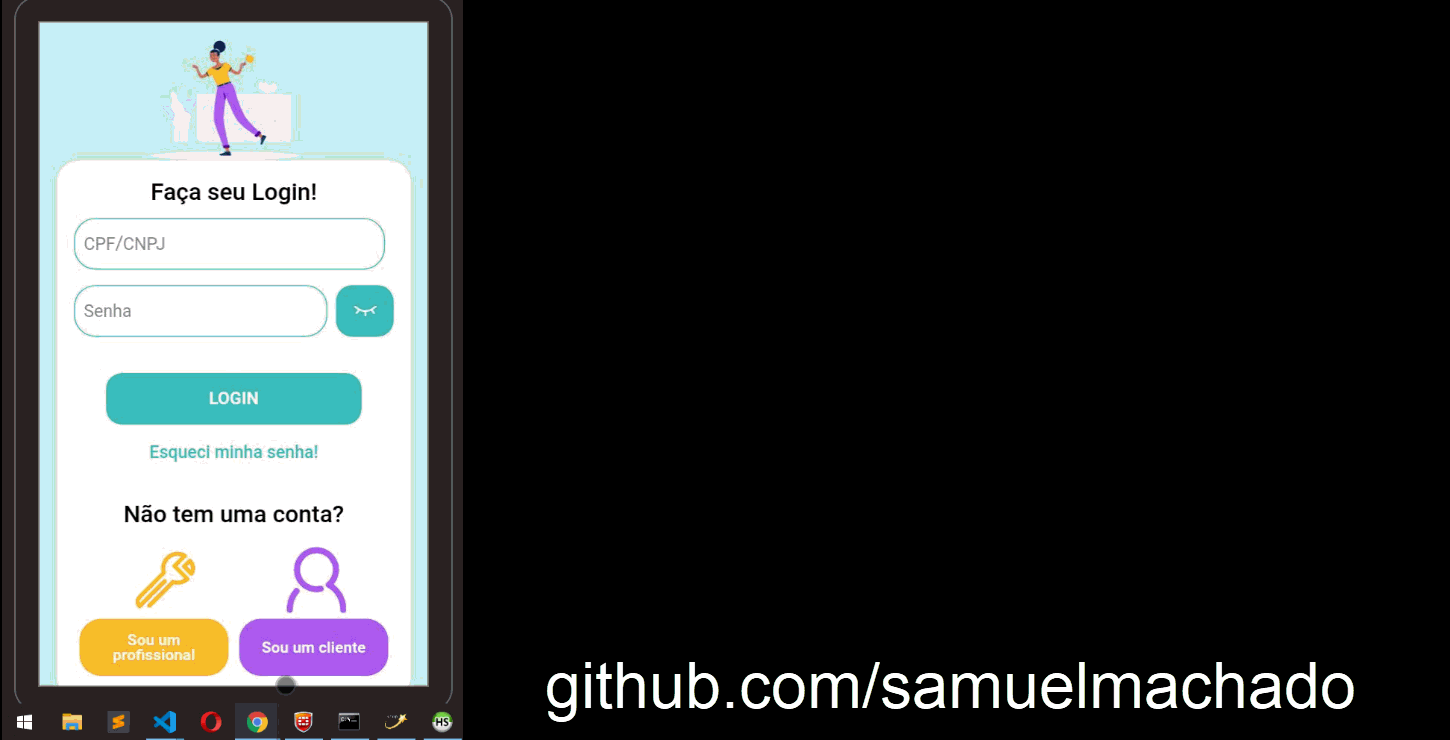 Faça seu Login!
CPF/CNPJ
Senha
LOGIN
Esqueci minha senha!
Não tem uma conta?
Sou um
profissional
Sou um cliente
github.com/samuelmachado
HS